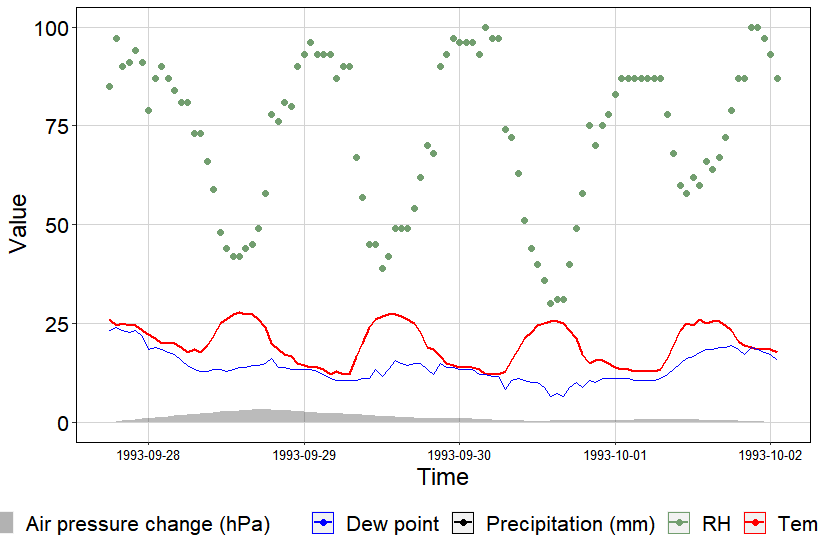 Value
100
75
50
25
0
1993-09-28 1993-09-29 1993-09-30 1993-10-01 1993-10-02
Time
Air pressure change (hPa) Dew point Precipitation (mm) RH Tem